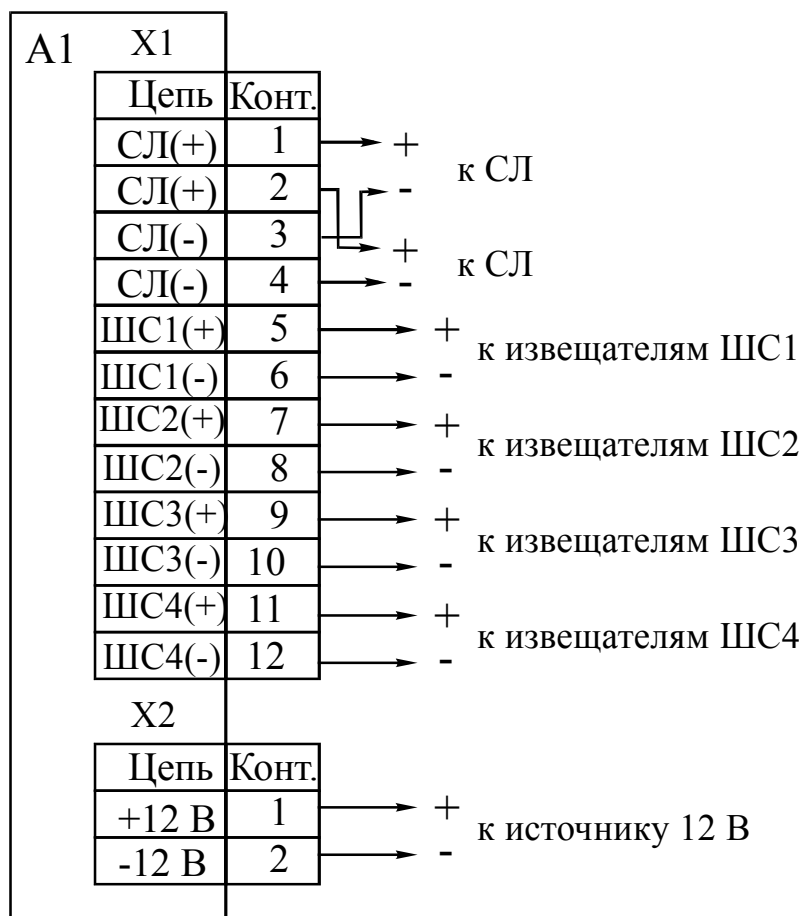 А1
X1
Цепь Конт.
СЛ(+) 1 +
к СЛ
СЛ(+) 2 -
СЛ(-) 3 +
к СЛ
СЛ(-) 4 -
ШС1(+) 5 +
к извещателям ШС1
ШС1(-) 6 -
ШС2(+) 7 +
к извещателям ШС2
ШС2(-) 8 -
ШС3(+) 9 +
к извещателям ШС3
ШС3(-) 10 -
ШС4(+) 11 +
к извещателям ШС4
ШС4(-) 12 -
X2
Цепь Конт.
+12 В 1 +
к источнику 12 В
-12 В 2 -